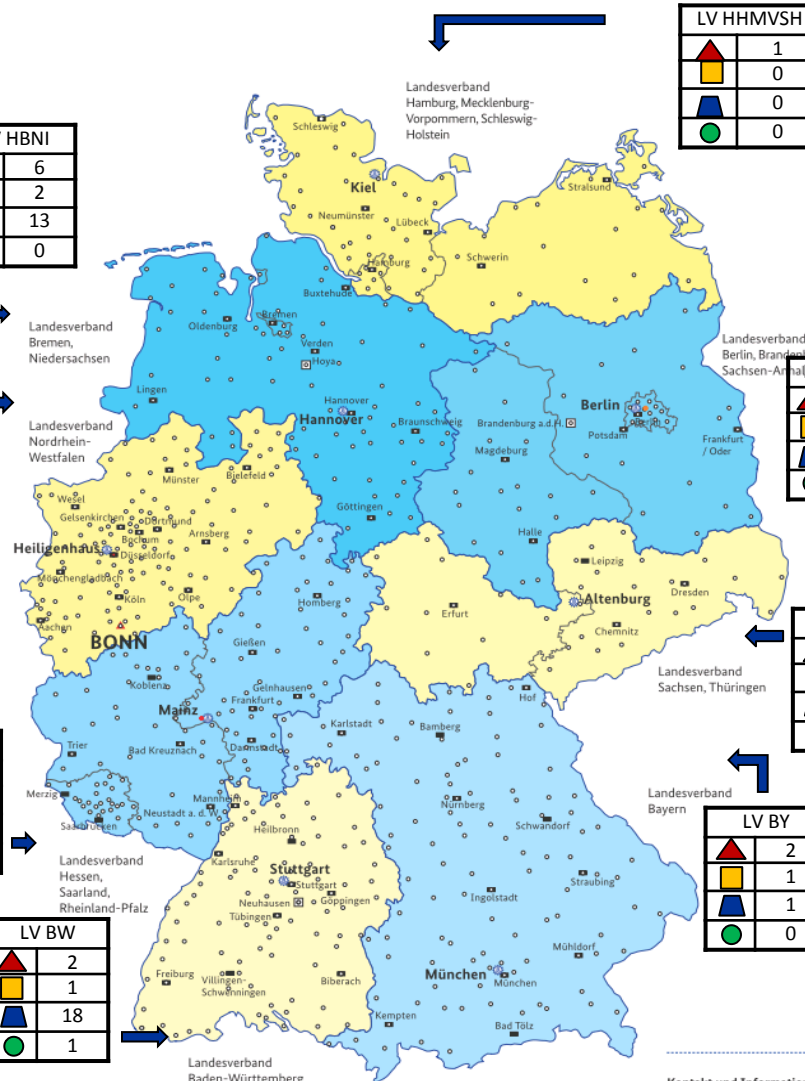 LV HHMVSH
1
0
0
0
Landesverband
Hamburg, Mecklenburg-
Vorpommern, Schleswig-
Holstein
HBNI
6
2
13
0
Schleswig
Kiel
Stralsund
Neumünster
Lübeck
Hamburg
Schwerin
Buxtehude
Landesverband
Bremen,
Niedersachsen
Oldenburg
Bremen
Verden
Hoya
Landesverband
Berlin, Brandenb
Sachsen-Anhal
Lingen
Hannover
Hannover
Braunschweig
Berlin
Berlin
Brandenburg a.d.H.
Potsdam
Frankfurt
/ Oder
Landesverband
Nordrhein-
Westfalen
Magdeburg
Münster
Bielefeld
Wesel
Gelsenkirchen
Dortmund
Bochum
Arnsberg
Göttingen
Halle
Heiligenhaus
Düsseldorf
Leipzig
Mönchengladbach
Köln
Olpe
Homberg
Erfurt
Altenburg
Dresden
Chemnitz
Aachen
BONN
Gießen
Landesverband
Sachsen, Thüringen
Koblenz
Gelnhausen
Frankfurt
Hof
Mainz
Karlstadt
Bamberg
Trier
Bad Kreuznach
Darmstadt
Merzig
Saarbrücken
Neustadt a. d. W.
Mannheim
Nürnberg
Schwandorf
Landesverband
Bayern
LV BY
2
1
1
0
Heilbronn
Karlsruhe
Landesverband
Hessen,
Saarland,
Rheinland-Pfalz
Stuttgart
Stuttgart
Neuhausen
Göppingen
Tübingen
Ingolstadt
Straubing
LV BW
2
1
18
1
Freiburg
Villingen-
Schwenningen
Biberach
München
München
Mühldorf
Kempten
Bad Tölz
Landesverband
Baden-Württemberg
Kontakt und Information